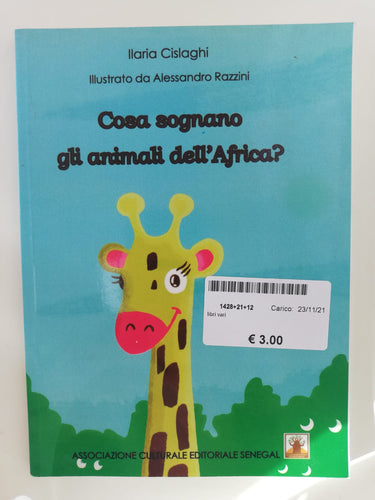 Ilaria Cislaghi
Illustrato da Alessandro Razzini
Cosa sognano
gli animali dell'Africa?
1428+21+12 Carico: 23/11/21
libri vari
€ 3.00
ASSOCIAZIONE CULTURALE EDITORIALE SENEGAL